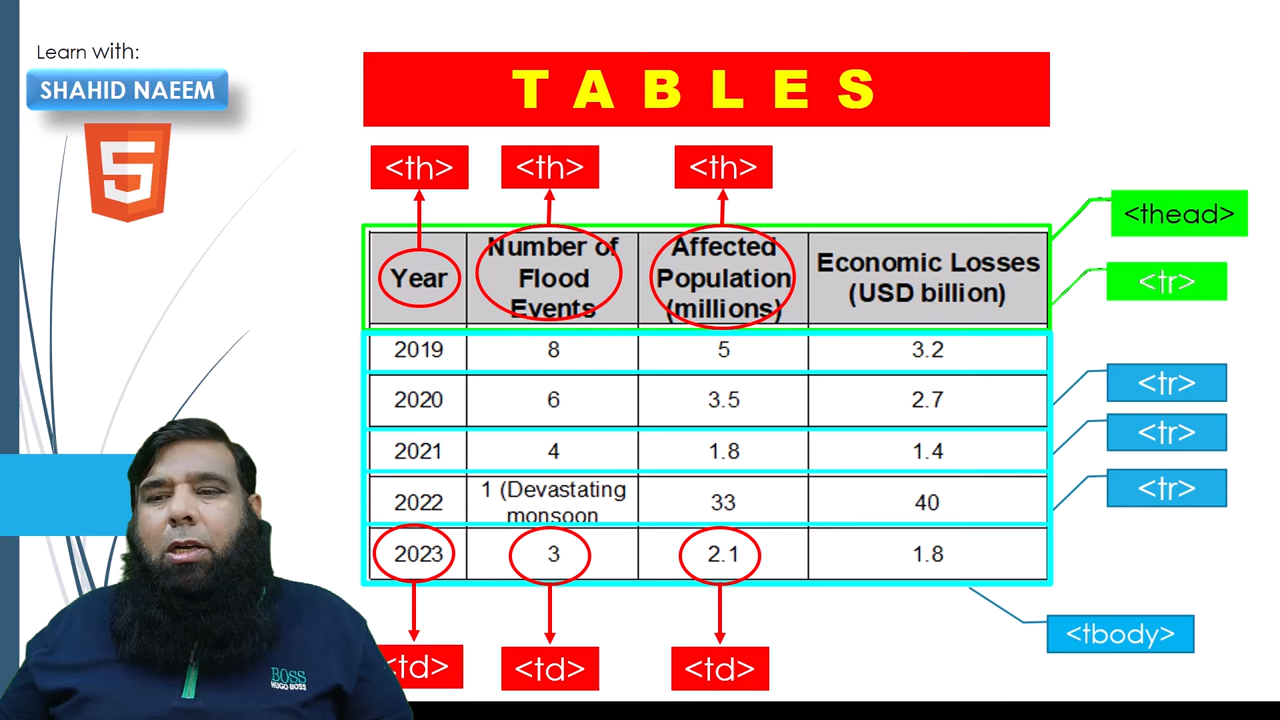 Learn with:
SHAHID NAEEM
5
T A B L E S
<th> <th> <th>
<thead>
<tr>
Year Number of Flood Events Affected Population (millions) Economic Losses (USD billion)
2019 8 5 3.2
2020 6 3.5 2.7
<tr>
2021 4 1.8 1.4
<tr>
2022 1 (Devastating monsoon 33 40
<tr>
2023 3 2.1 1.8
<tbody>
<td> <td> <td>
BOSS
HUGO BOSS